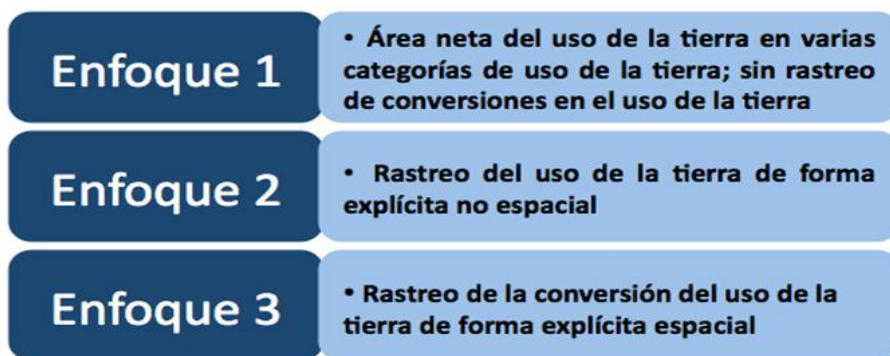 Enfoque 1
• Área neta del uso de la tierra en varias
categorías de uso de la tierra; sin rastreo
de conversiones en el uso de la tierra
Enfoque 2
• Rastreo del uso de la tierra de forma
explícita no espacial
Enfoque 3
• Rastreo de la conversión del uso de la
tierra de forma explícita espacial